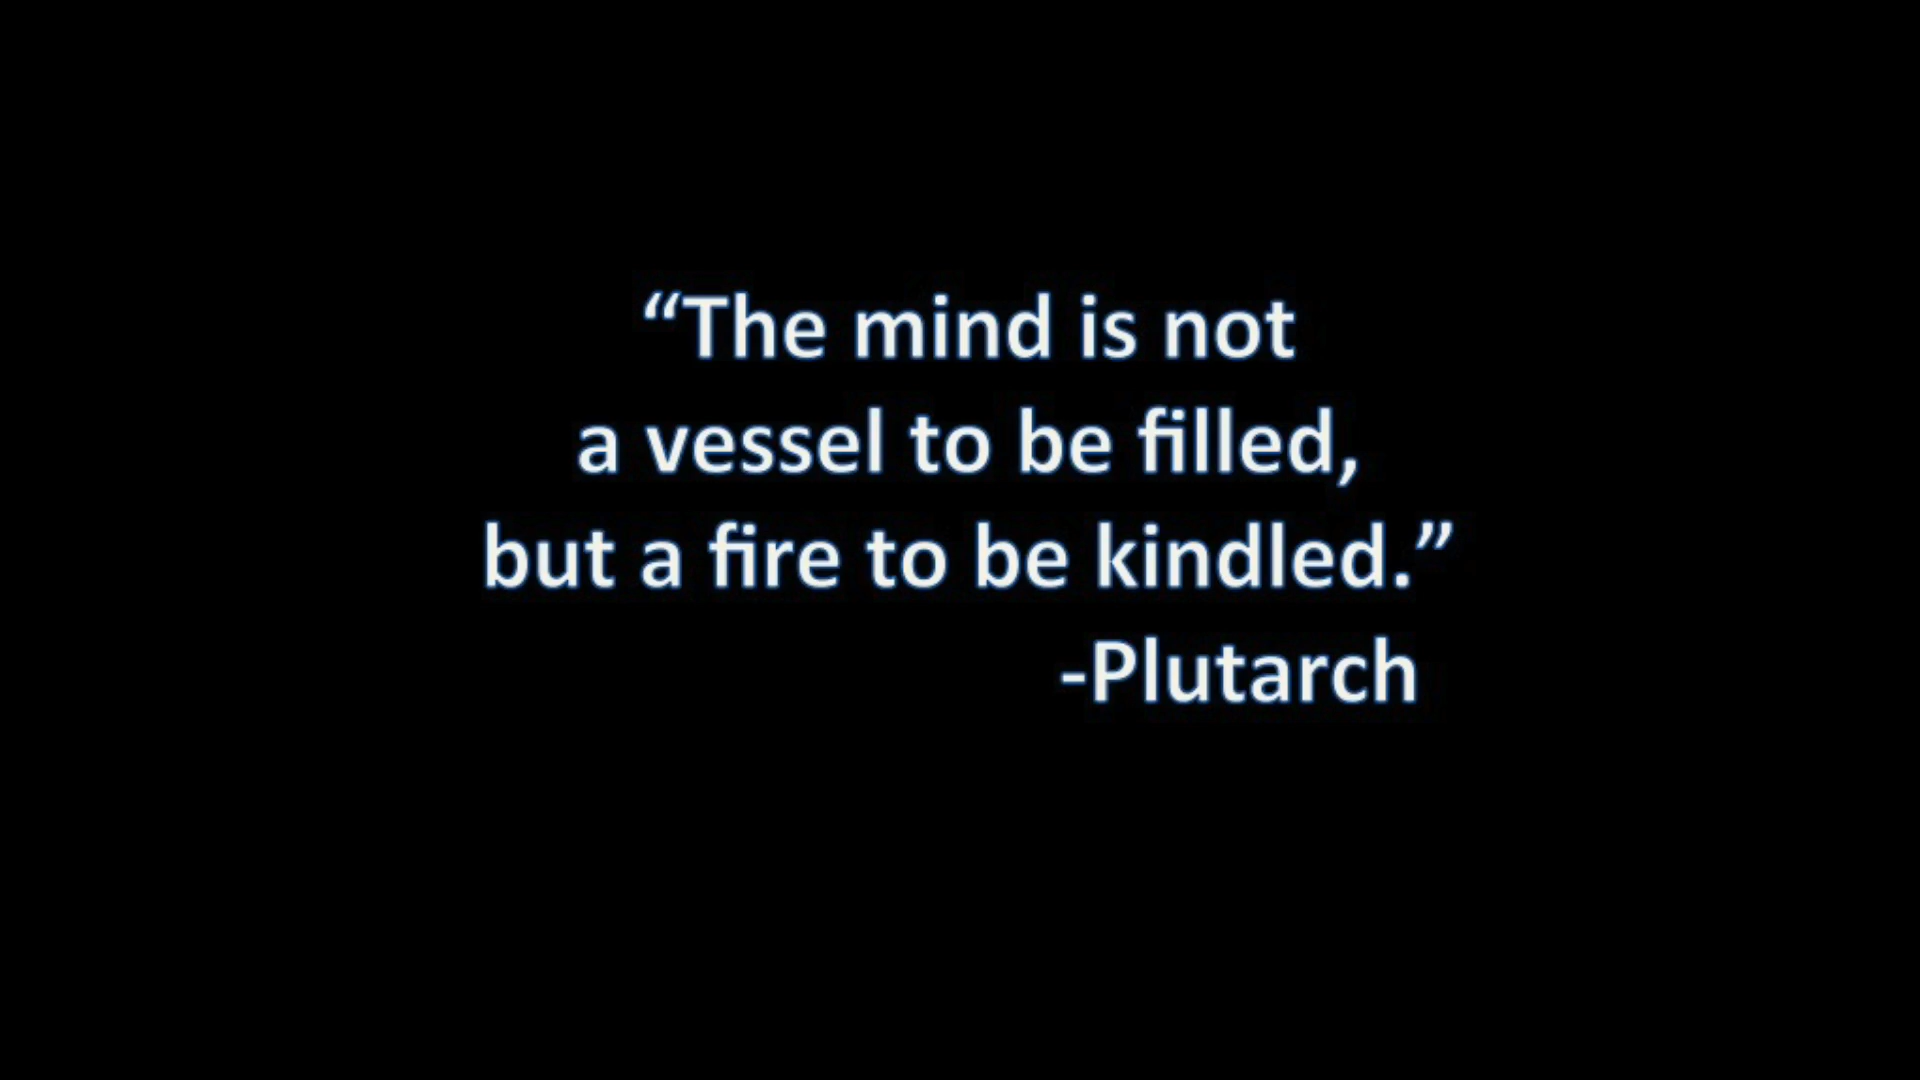 “The mind is not
a vessel to be filled,
but a fire to be kindled.”
-Plutarch